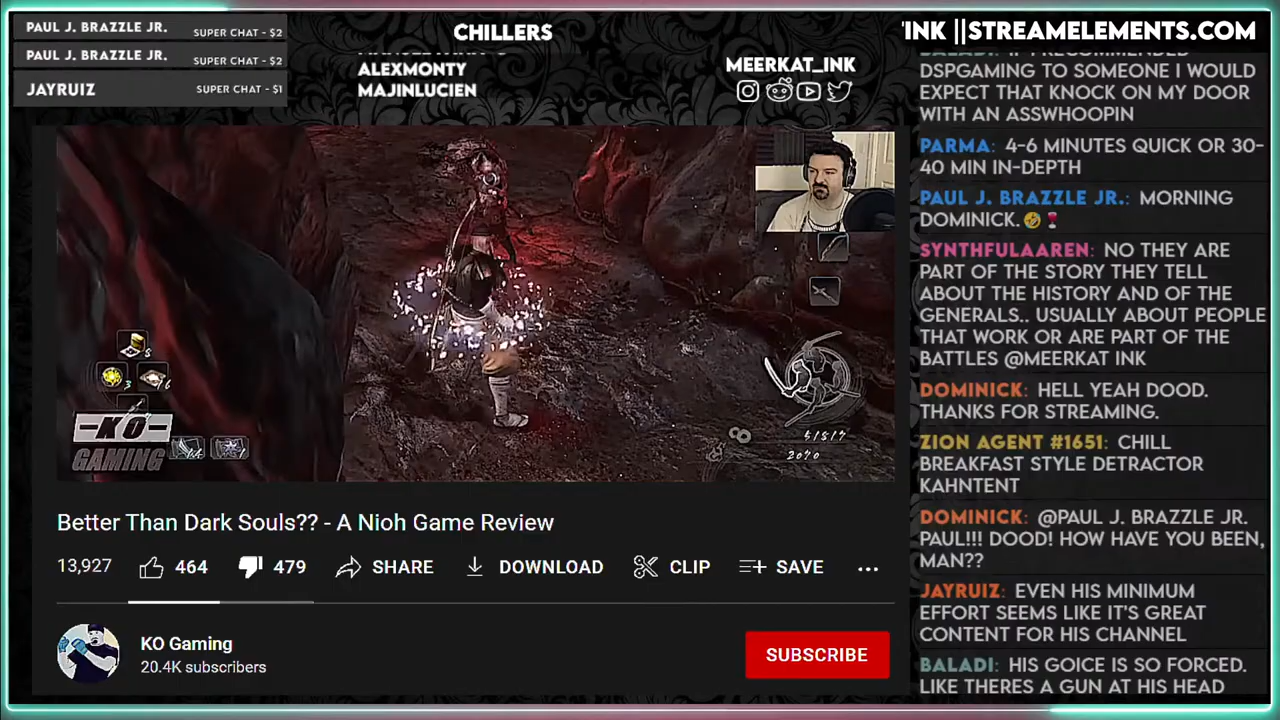 PAUL J. BRAZZLE JR. SUPER CHAT - $2
PAUL J. BRAZZLE JR. SUPER CHAT - $2
JAYRUIZ SUPER CHAT - $1
CHILLERS
ALEXMONTY
MAJINLUCIEN
MEERKAT_INK
'INK ||STREAMELEMENTS.COM
BALADI: IF I RECOMMENDED
DSPGAMING TO SOMEONE I WOULD
EXPECT THAT KNOCK ON MY DOOR
WITH AN ASSWHOOPIN
PARMA: 4-6 MINUTES QUICK OR 30-
40 MIN IN-DEPTH
PAUL J. BRAZZLE JR.: MORNING
DOMINICK.🤣🍷
SYNTHFULAAREN: NO THEY ARE
PART OF THE STORY THEY TELL
ABOUT THE HISTORY AND OF THE
GENERALS.. USUALLY ABOUT PEOPLE
THAT WORK OR ARE PART OF THE
BATTLES @MEERKAT INK
DOMINICK: HELL YEAH DOOD.
THANKS FOR STREAMING.
ZION AGENT #1651: CHILL
BREAKFAST STYLE DETRACTOR
KAHNTENT
DOMINICK: @PAUL J. BRAZZLE JR.
PAUL!!! DOOD! HOW HAVE YOU BEEN,
MAN??
JAYRUIZ: EVEN HIS MINIMUM
EFFORT SEEMS LIKE IT'S GREAT
CONTENT FOR HIS CHANNEL
BALADI: HIS GOICE IS SO FORCED.
LIKE THERES A GUN AT HIS HEAD
5
3
-KO-
GAMING
51817
2070
Better Than Dark Souls?? - A Nioh Game Review
13,927 464 479 SHARE DOWNLOAD CLIP SAVE ...
KO Gaming
20.4K subscribers
SUBSCRIBE